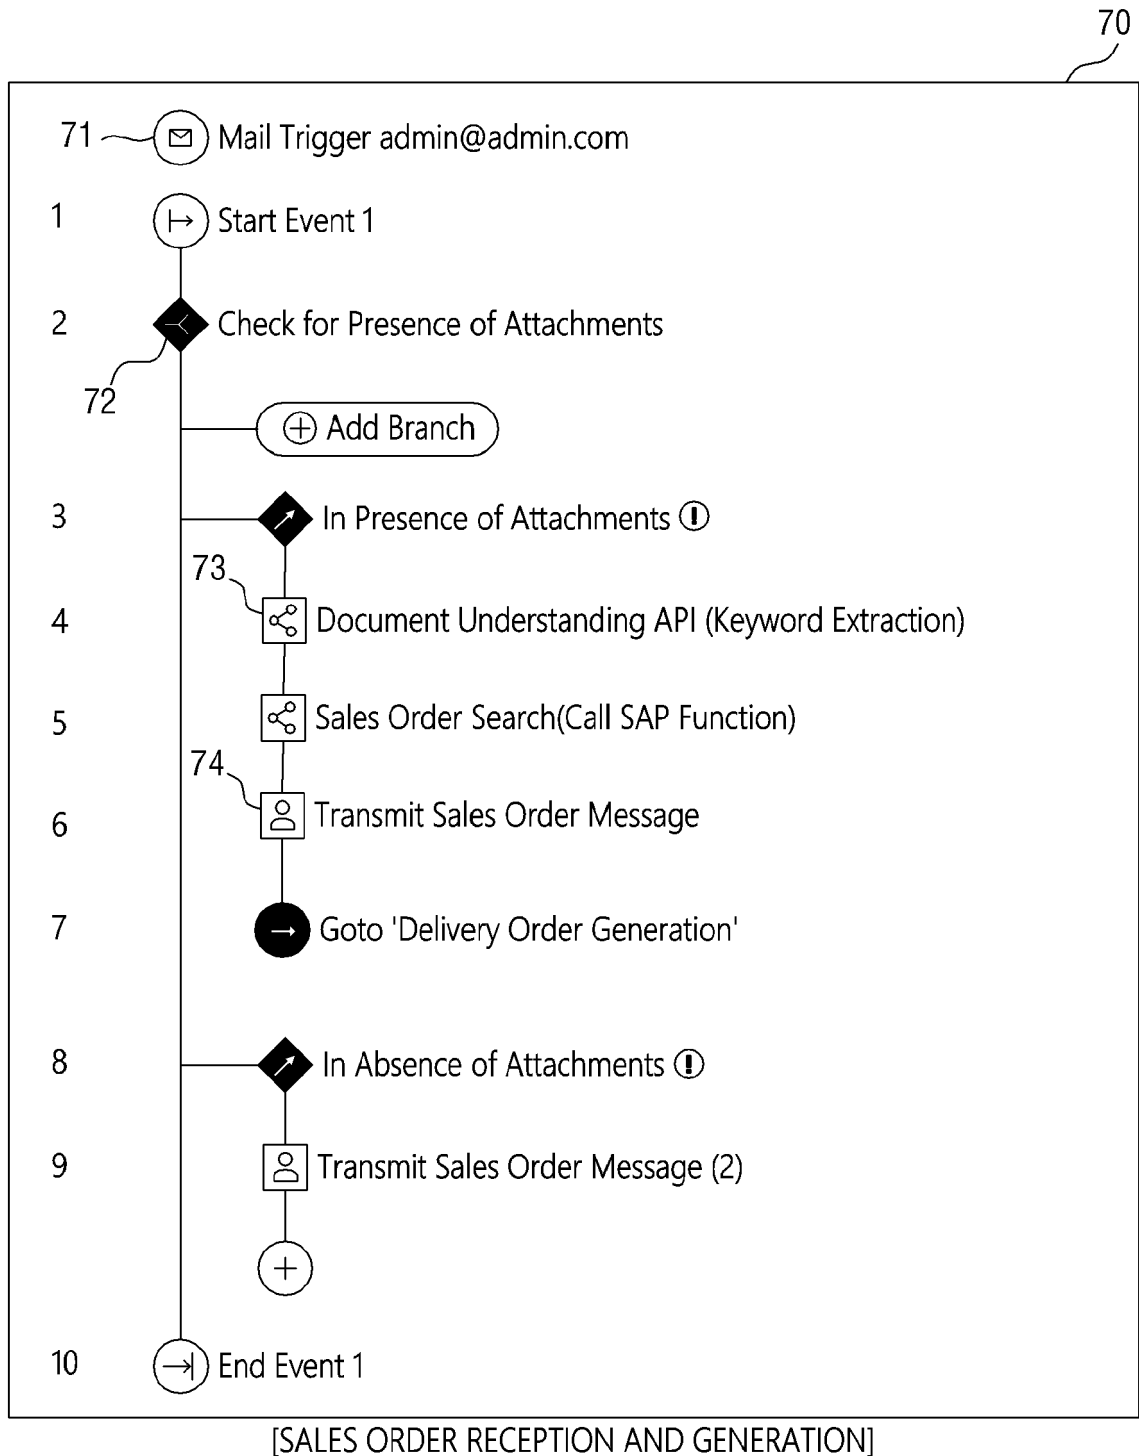 70
71 Mail Trigger admin@admin.com
1 Start Event 1
2 Check for Presence of Attachments
72
Add Branch
3 In Presence of Attachments
73
4 Document Understanding API (Keyword Extraction)
5 Sales Order Search(Call SAP Function)
74
6 Transmit Sales Order Message
7 Goto 'Delivery Order Generation'
8 In Absence of Attachments
9 Transmit Sales Order Message (2)
10 End Event 1
[SALES ORDER RECEPTION AND GENERATION]